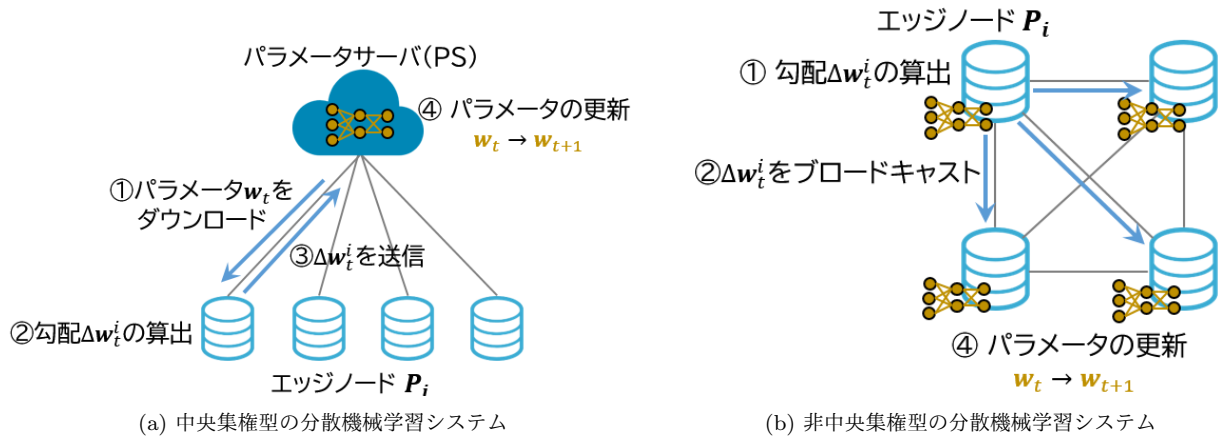 パラメータサーバ(PS)
④ パラメータの更新
w_t → w_{t+1}
①パラメータw_tを
ダウンロード
③Δw_t^iを送信
②勾配Δw_t^iの算出
エッジノード P_i
(a) 中央集権型の分散機械学習システム
エッジノード P_i
① 勾配Δw_t^iの算出
②Δw_t^iをブロードキャスト
④ パラメータの更新
w_t → w_{t+1}
(b) 非中央集権型の分散機械学習システム